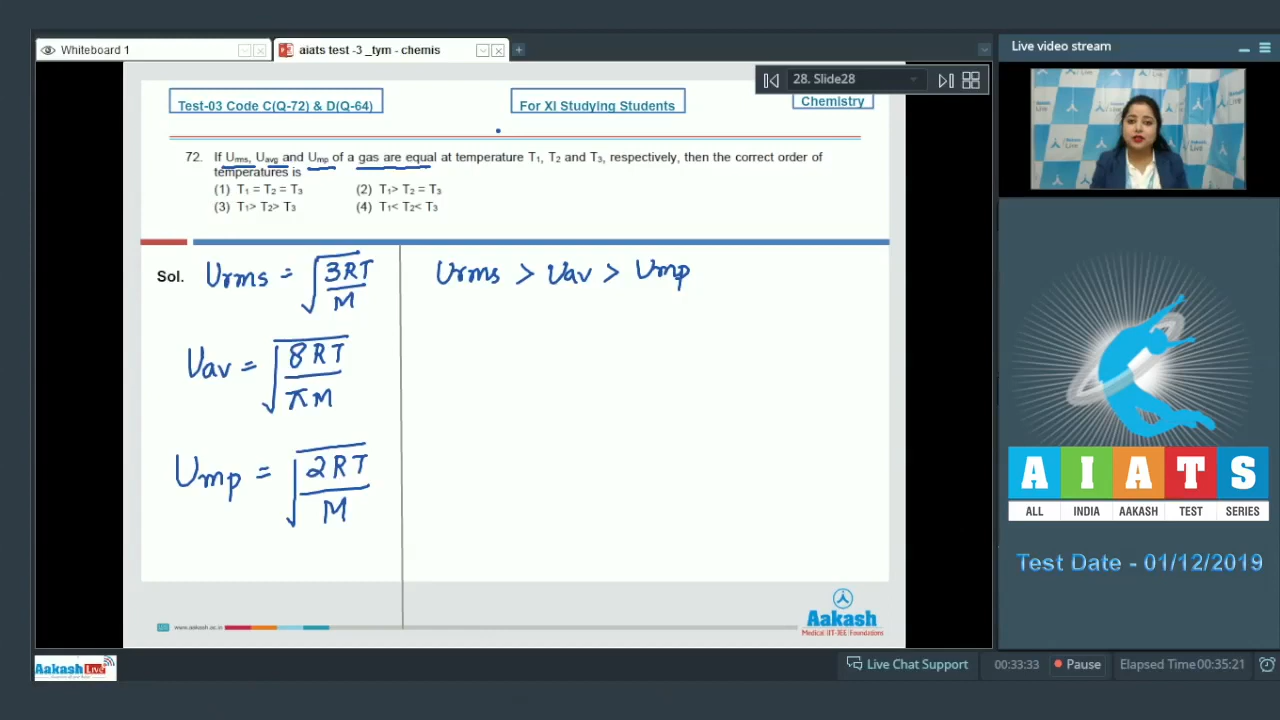 Whiteboard 1
aiats test -3 _tym - chemis
Live video stream
28. Slide28
Test-03 Code C(Q-72) & D(Q-64)
For XI Studying Students
Chemistry
72. If Urms, Uavg and Ump of a gas are equal at temperature T1, T2 and T3, respectively, then the correct order of
temperatures is
(1) T1 = T2 = T3 (2) T1> T2 = T3
(3) T1> T2> T3 (4) T1< T2< T3
Sol. Urms = √3RT/M
Urms > Uav > Ump
Uav = √8RT/πM
Ump = √2RT/M
A I A T S
ALL INDIA AAKASH TEST SERIES
Test Date - 01/12/2019
www.aakash.ac.in
Aakash
Medical IIT-JEE Foundations
Aakash Live
Live Chat Support
00:33:33
Pause
Elapsed Time 00:35:21